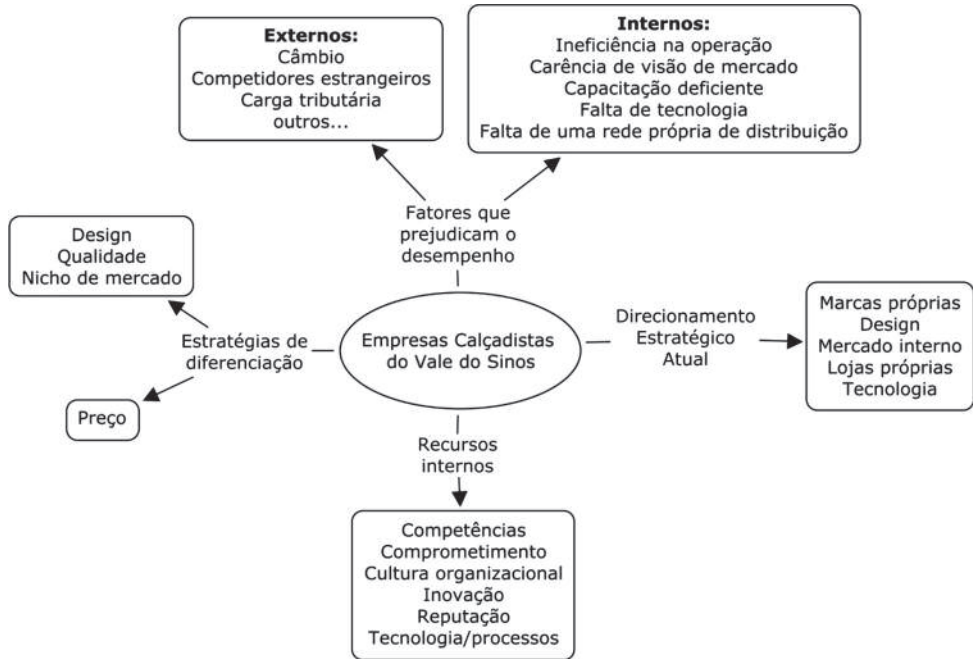 Externos:
Câmbio
Competidores estrangeiros
Carga tributária
outros...
Internos:
Ineficiência na operação
Carência de visão de mercado
Capacitação deficiente
Falta de tecnologia
Falta de uma rede própria de distribuição
Fatores que
prejudicam o
desempenho
Design
Qualidade
Nicho de mercado
Estratégias de
diferenciação
Preço
Empresas Calçadistas
do Vale do Sinos
Direcionamento
Estratégico
Atual
Marcas próprias
Design
Mercado interno
Lojas próprias
Tecnologia
Recursos
internos
Competências
Comprometimento
Cultura organizacional
Inovação
Reputação
Tecnologia/processos